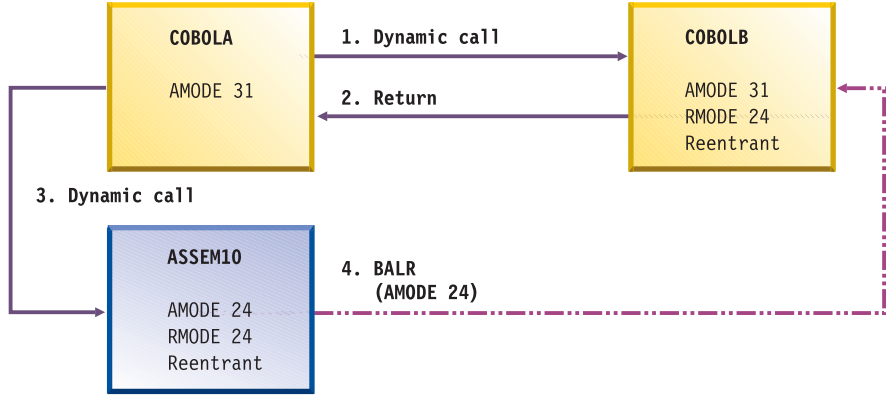 COBOLA
AMODE 31
1. Dynamic call
2. Return
COBOLB
AMODE 31
RMODE 24
Reentrant
3. Dynamic call
ASSEM10
AMODE 24
RMODE 24
Reentrant
4. BALR
(AMODE 24)